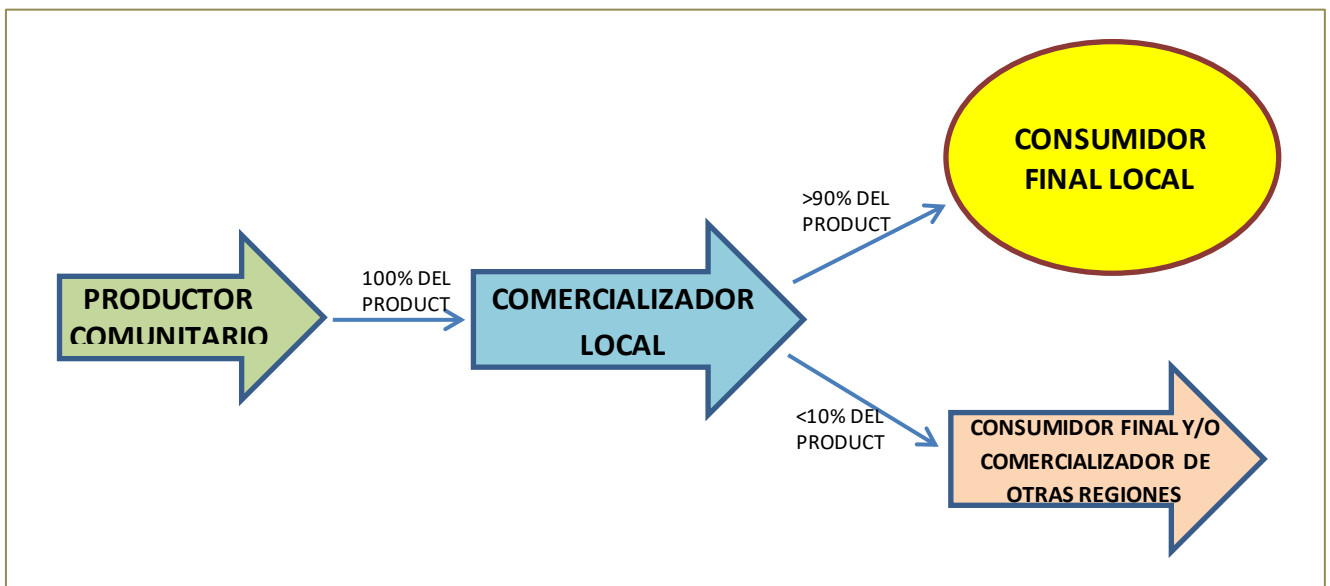 PRODUCTOR
COMUNITARIO
100% DEL
PRODUCT
COMERCIALIZADOR
LOCAL
>90% DEL
PRODUCT
CONSUMIDOR
FINAL LOCAL
<10% DEL
PRODUCT
CONSUMIDOR FINAL Y/O
COMERCIALIZADOR DE
OTRAS REGIONES